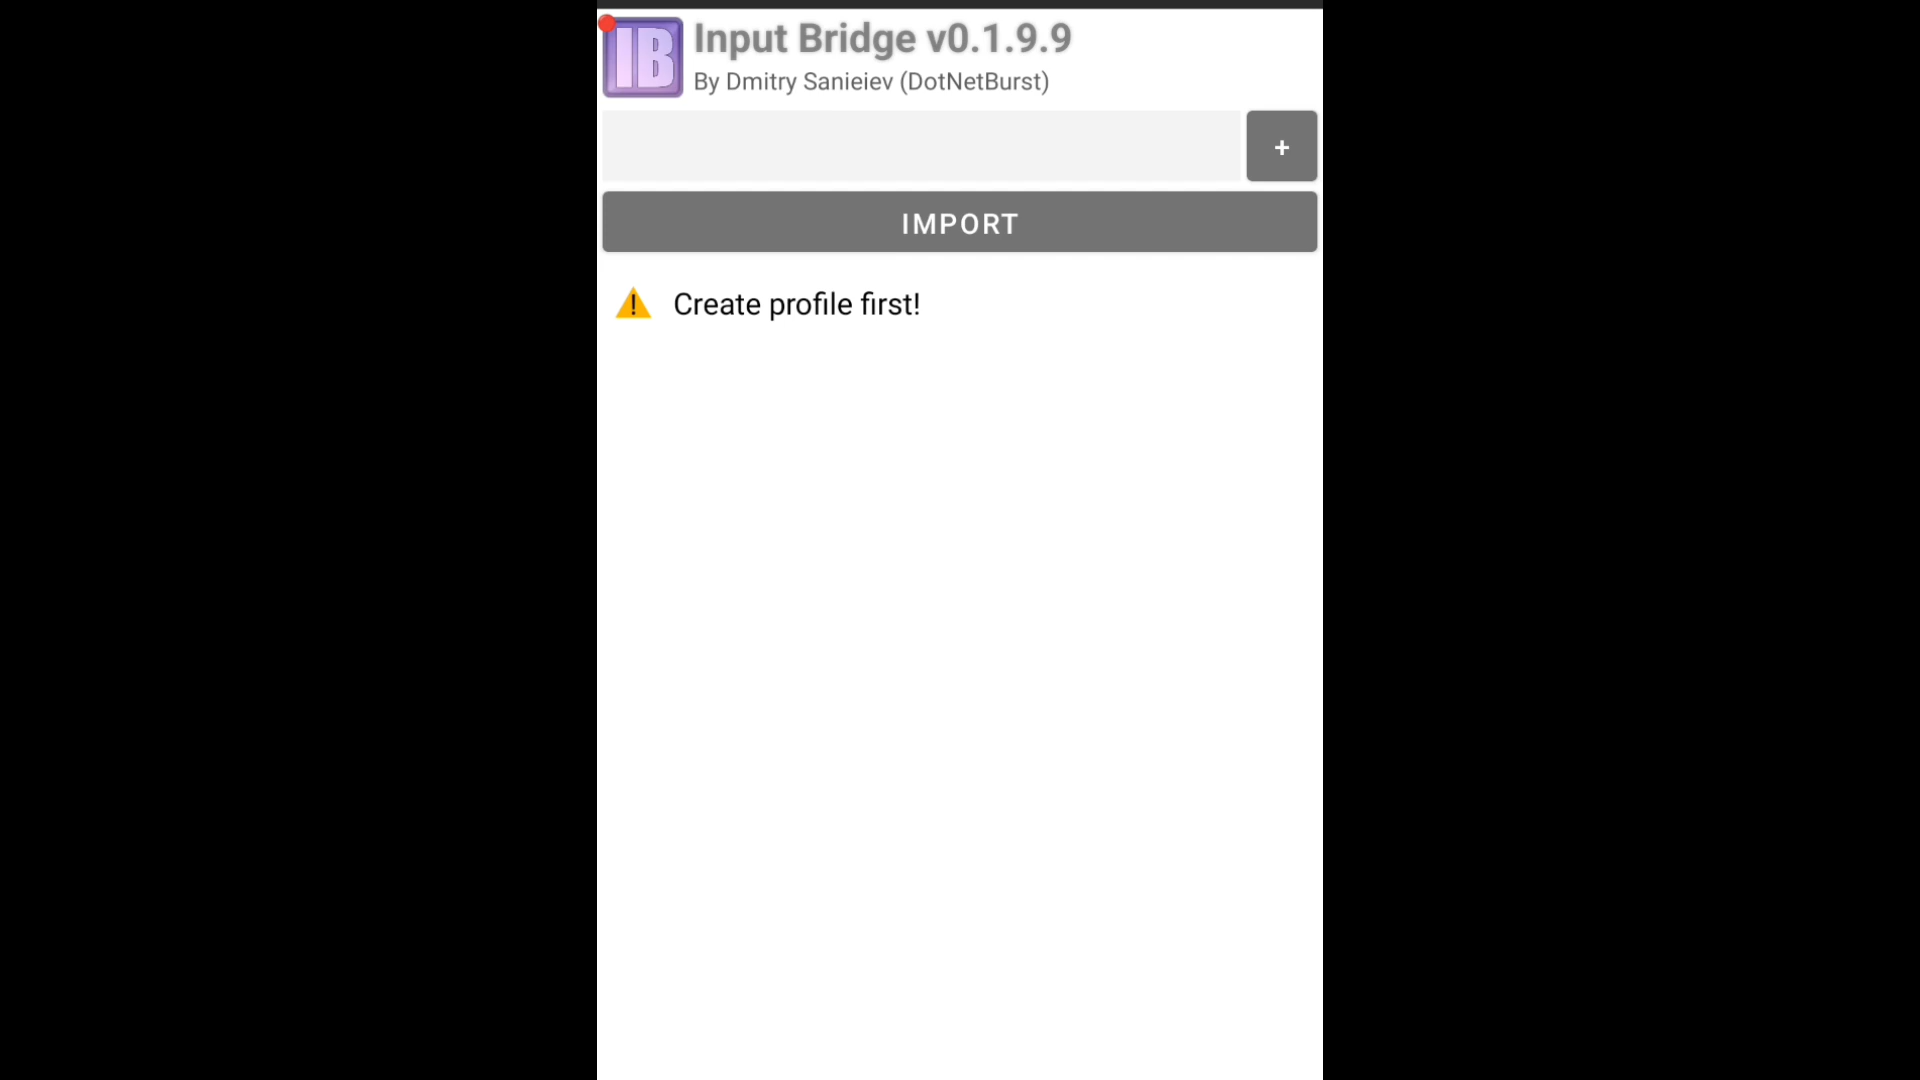 IB
Input Bridge v0.1.9.9
By Dmitry Sanieiev (DotNetBurst)
+
IMPORT
Create profile first!